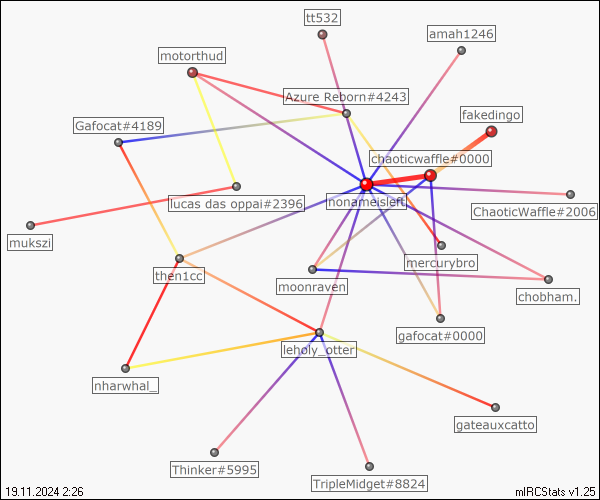 tt532
amah1246
motorthud
Azure Reborn#4243
fakedingo
Gafocat#4189
chaoticwaffle#0000
lucas das oppai#2396
nonameisleft
ChaoticWaffle#2006
mukszi
mercurybro
then1cc
moonraven
chobham.
gafocat#0000
leholy_otter
nharwhal_
gateauxcatto
Thinker#5995
TripleMidget#8824
19.11.2024 2:26
mIRCStats v1.25